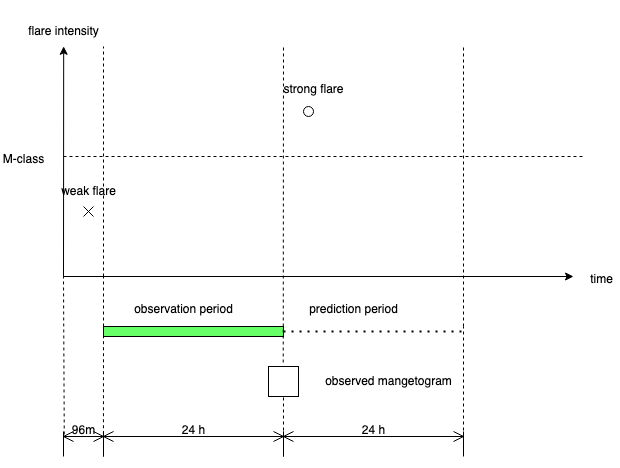 flare intensity
strong flare
M-class
weak flare
time
observation period
prediction period
observed mangetogram
96m
24 h
24 h